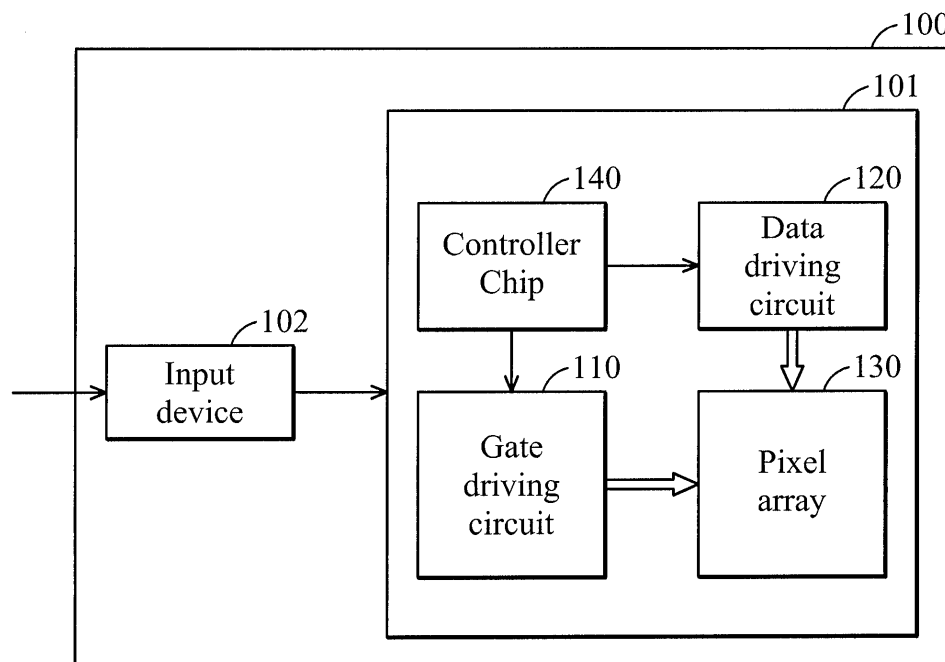 100
101
140
120
Controller
Chip
Data
driving
circuit
102
Input
device
110
130
Gate
driving
circuit
Pixel
array